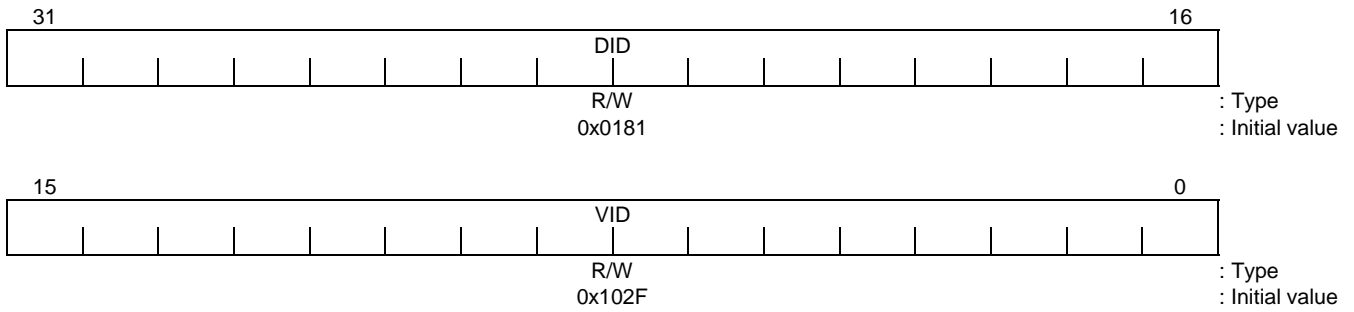 31 16
DID
R/W : Type
0x0181 : Initial value
15 0
VID
R/W : Type
0x102F : Initial value